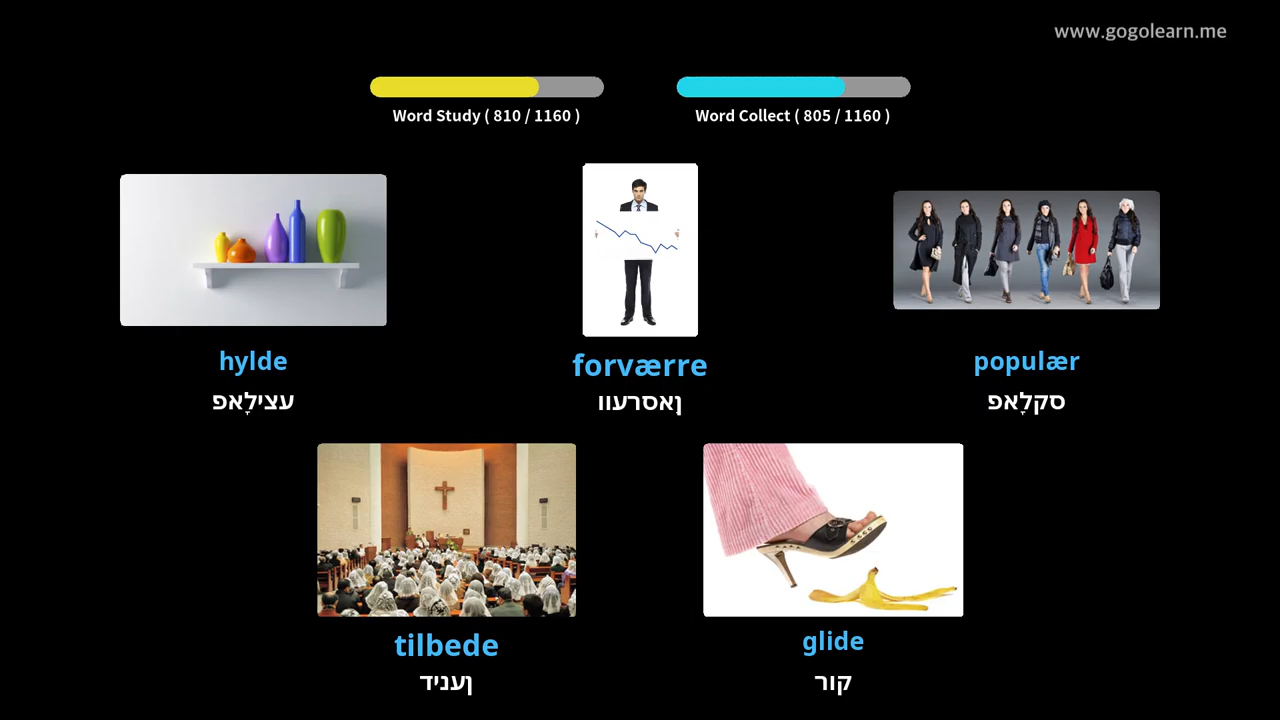 www.gogolearn.me
Word Study ( 810 / 1160 )
Word Collect ( 805 / 1160 )
hylde
עצילָאפ
forværre
ןָאסרעוו
populær
סקלָאפ
tilbede
ןעניד
glide
קור